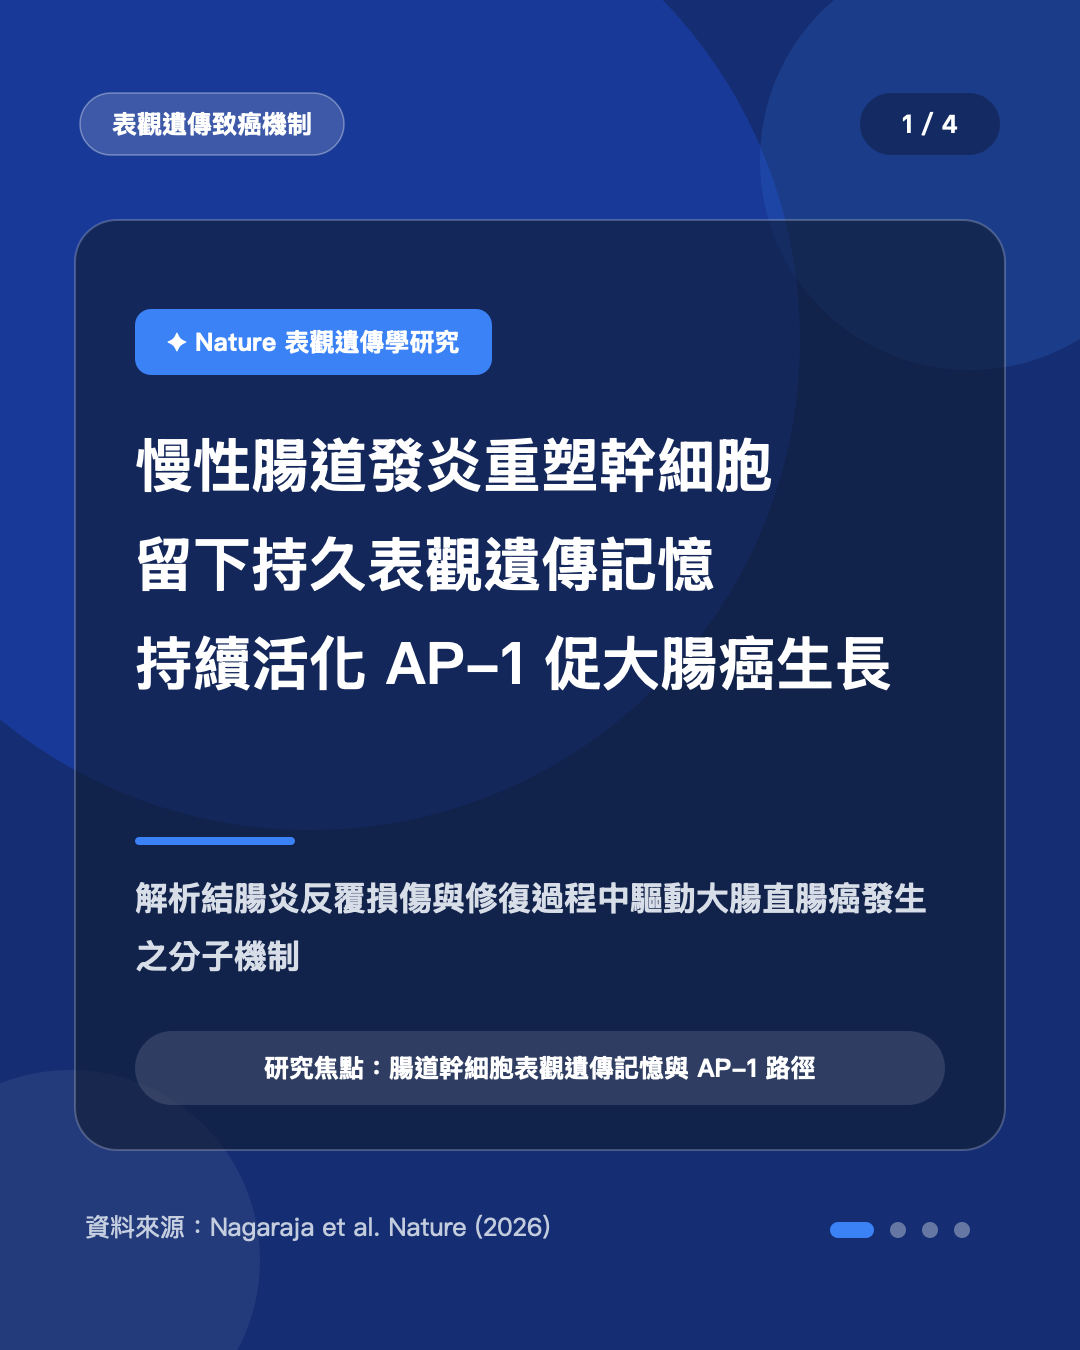 表觀遺傳致癌機制
1 / 4
✦ Nature 表觀遺傳學研究
慢性腸道發炎重塑幹細胞
留下持久表觀遺傳記憶
持續活化 AP–1 促大腸癌生長
解析結腸炎反覆損傷與修復過程中驅動大腸直腸癌發生
之分子機制
研究焦點：腸道幹細胞表觀遺傳記憶與 AP–1 路徑
資料來源：Nagaraja et al. Nature (2026)